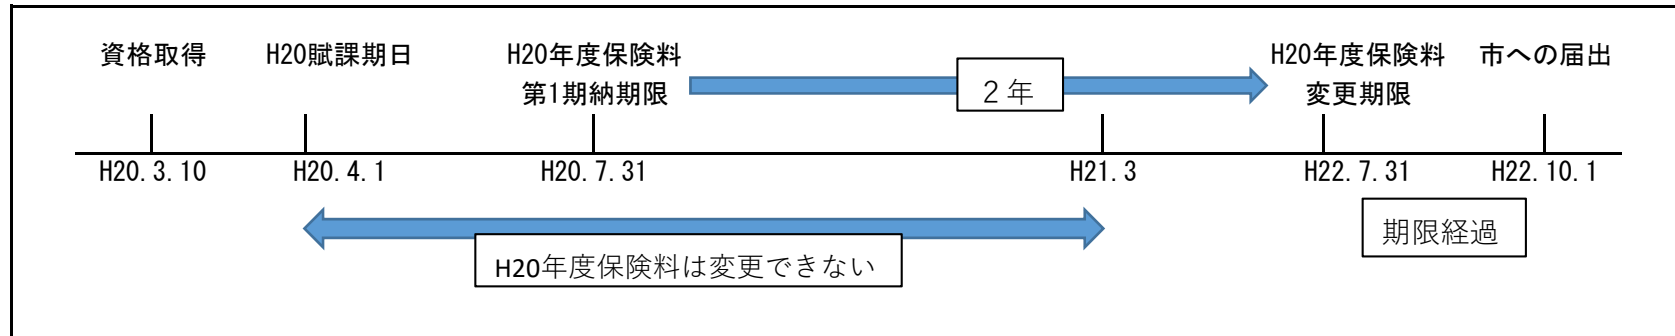 資格取得
H20賦課期日
H20年度保険料
第1期納期限
２年
H20年度保険料
変更期限
市への届出
H20.3.10
H20.4.1
H20.7.31
H21.3
H22.7.31
H22.10.1
H20年度保険料は変更できない
期限経過